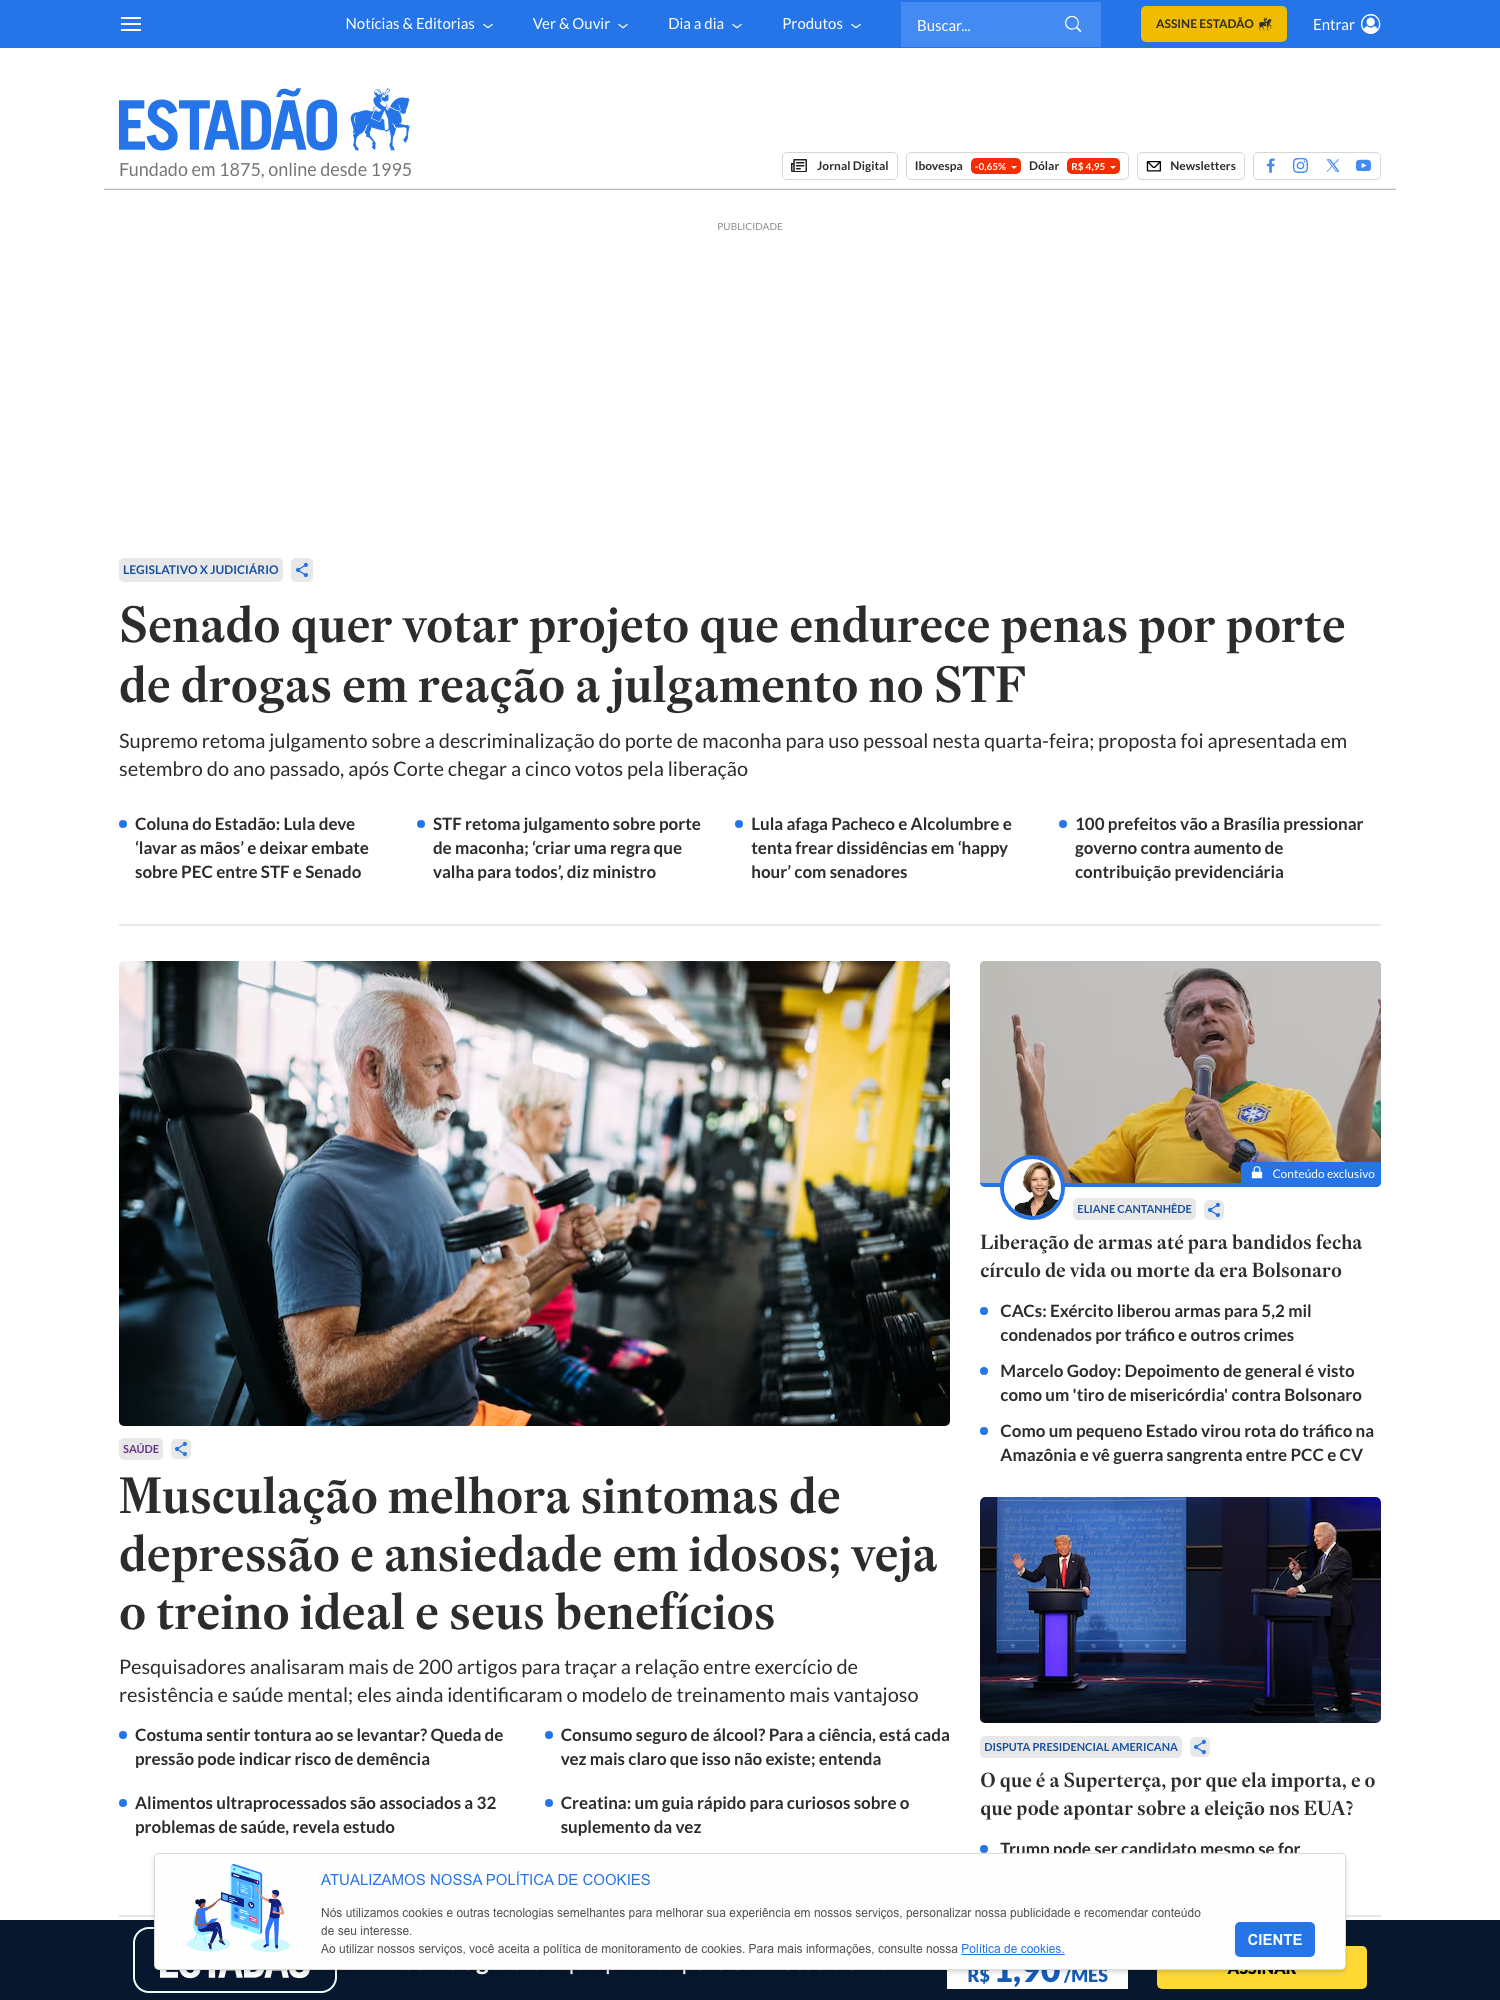 Notícias & Editorias
Ver & Ouvir
Dia a dia
Produtos
Buscar...
ASSINE ESTADÃO
Entrar
ESTADÃO
Fundado em 1875, online desde 1995
Jornal Digital
Ibovespa -0,65% Dólar R$ 4,95
Newsletters
PUBLICIDADE
LEGISLATIVO X JUDICIÁRIO
Senado quer votar projeto que endurece penas por porte
de drogas em reação a julgamento no STF
Supremo retoma julgamento sobre a descriminalização do porte de maconha para uso pessoal nesta quarta-feira; proposta foi apresentada em
setembro do ano passado, após Corte chegar a cinco votos pela liberação
Coluna do Estadão: Lula deve
‘lavar as mãos’ e deixar embate
sobre PEC entre STF e Senado
STF retoma julgamento sobre porte
de maconha; ‘criar uma regra que
valha para todos’, diz ministro
Lula afaga Pacheco e Alcolumbre e
tenta frear dissidências em ‘happy
hour’ com senadores
100 prefeitos vão a Brasília pressionar
governo contra aumento de
contribuição previdenciária
SAÚDE
Musculação melhora sintomas de
depressão e ansiedade em idosos; veja
o treino ideal e seus benefícios
Pesquisadores analisaram mais de 200 artigos para traçar a relação entre exercício de
resistência e saúde mental; eles ainda identificaram o modelo de treinamento mais vantajoso
Costuma sentir tontura ao se levantar? Queda de
pressão pode indicar risco de demência
Consumo seguro de álcool? Para a ciência, está cada
vez mais claro que isso não existe; entenda
Alimentos ultraprocessados são associados a 32
problemas de saúde, revela estudo
Creatina: um guia rápido para curiosos sobre o
suplemento da vez
Conteúdo exclusivo
ELIANE CANTANHÊDE
Liberação de armas até para bandidos fecha
círculo de vida ou morte da era Bolsonaro
CACs: Exército liberou armas para 5,2 mil
condenados por tráfico e outros crimes
Marcelo Godoy: Depoimento de general é visto
como um 'tiro de misericórdia' contra Bolsonaro
Como um pequeno Estado virou rota do tráfico na
Amazônia e vê guerra sangrenta entre PCC e CV
DISPUTA PRESIDENCIAL AMERICANA
O que é a Superterça, por que ela importa, e o
que pode apontar sobre a eleição nos EUA?
Trump pode ser candidato mesmo se for
ATUALIZAMOS NOSSA POLÍTICA DE COOKIES
Nós utilizamos cookies e outras tecnologias semelhantes para melhorar sua experiência em nossos serviços, personalizar nossa publicidade e recomendar conteúdo
de seu interesse.
Ao utilizar nossos serviços, você aceita a política de monitoramento de cookies. Para mais informações, consulte nossa Política de cookies.
CIENTE
ESTADÃO
R$ 1,90/MÊS
ASSINAR